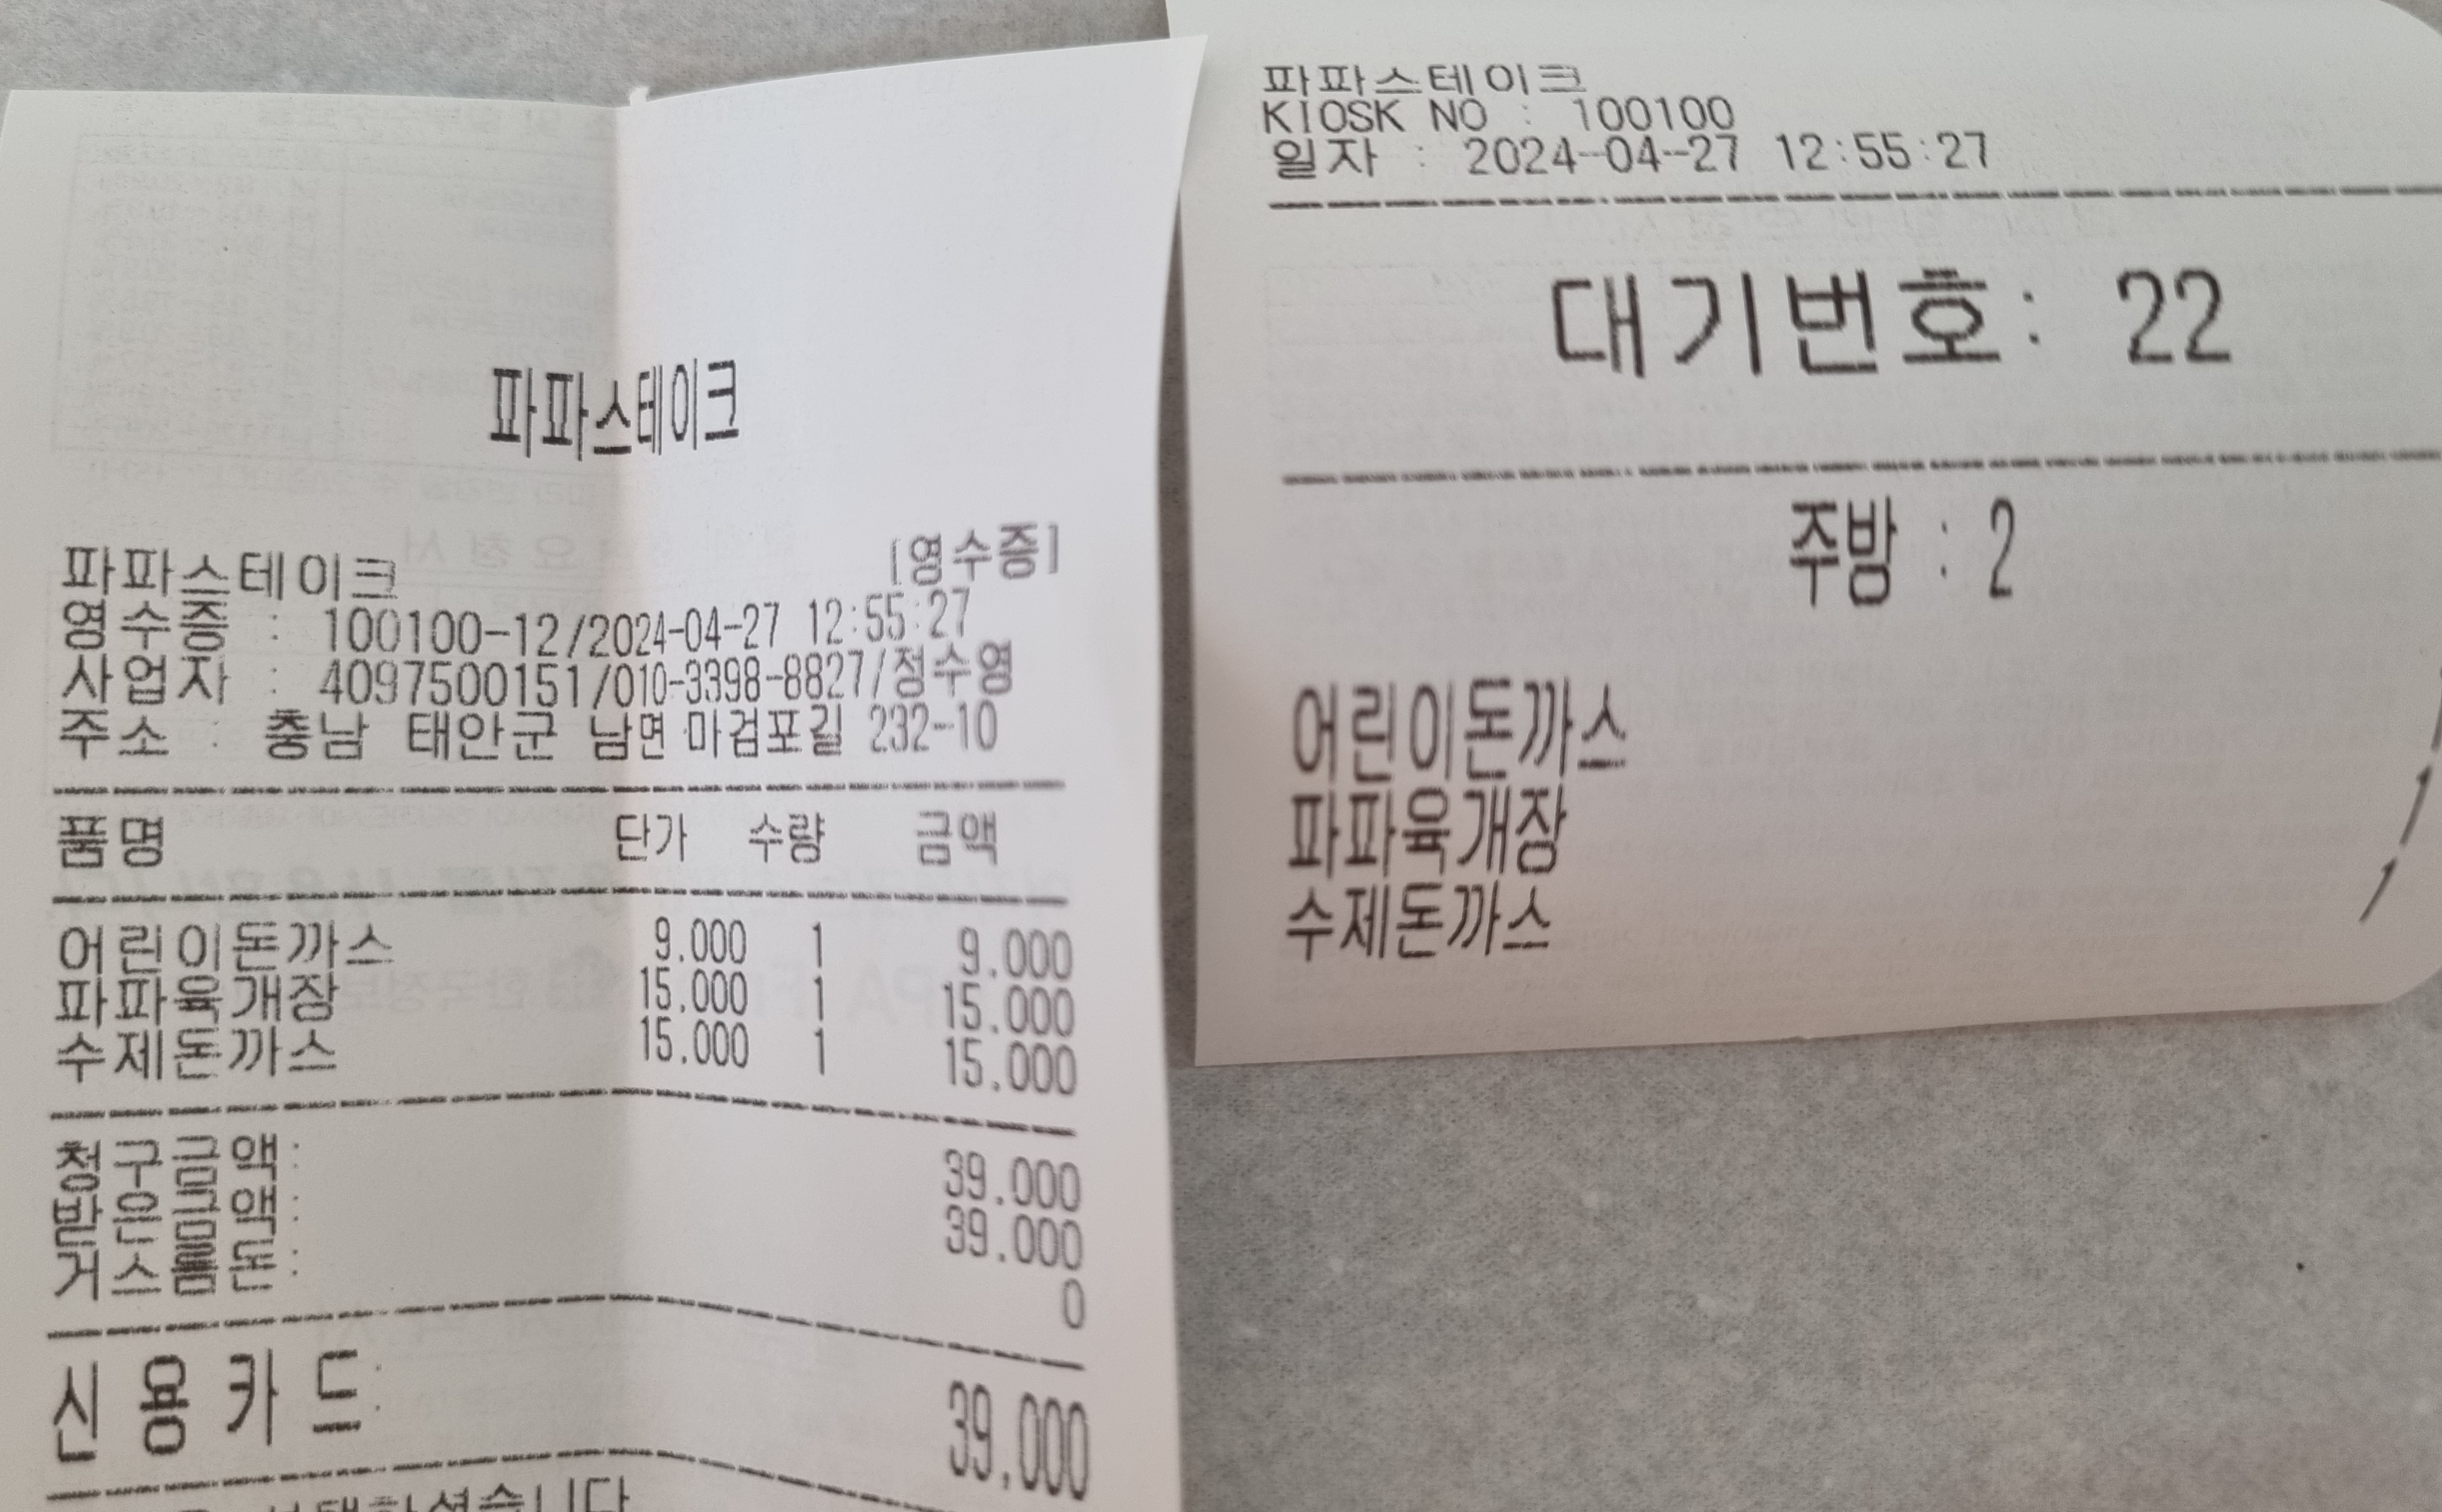 파파스테이크
파파스테이크 [영수증]
영수증 : 100100-12/2024-04-27 12:55:27
사업자 : 4097500151/010-3398-8827/정수영
주소 : 충남 태안군 남면 마검포길 232-10
품명 단가 수량 금액
어린이돈까스 9.000 1 9.000
파파육개장 15.000 1 15.000
수제돈까스 15.000 1 15.000
청구금액: 39.000
받은금액: 39.000
거스름돈: 0
신용카드: 39.000
파파스테이크
KIOSK NO : 100100
일자 : 2024-04-27 12:55:27
대기번호: 22
주방 : 2
어린이돈까스
파파육개장 1
수제돈까스 1